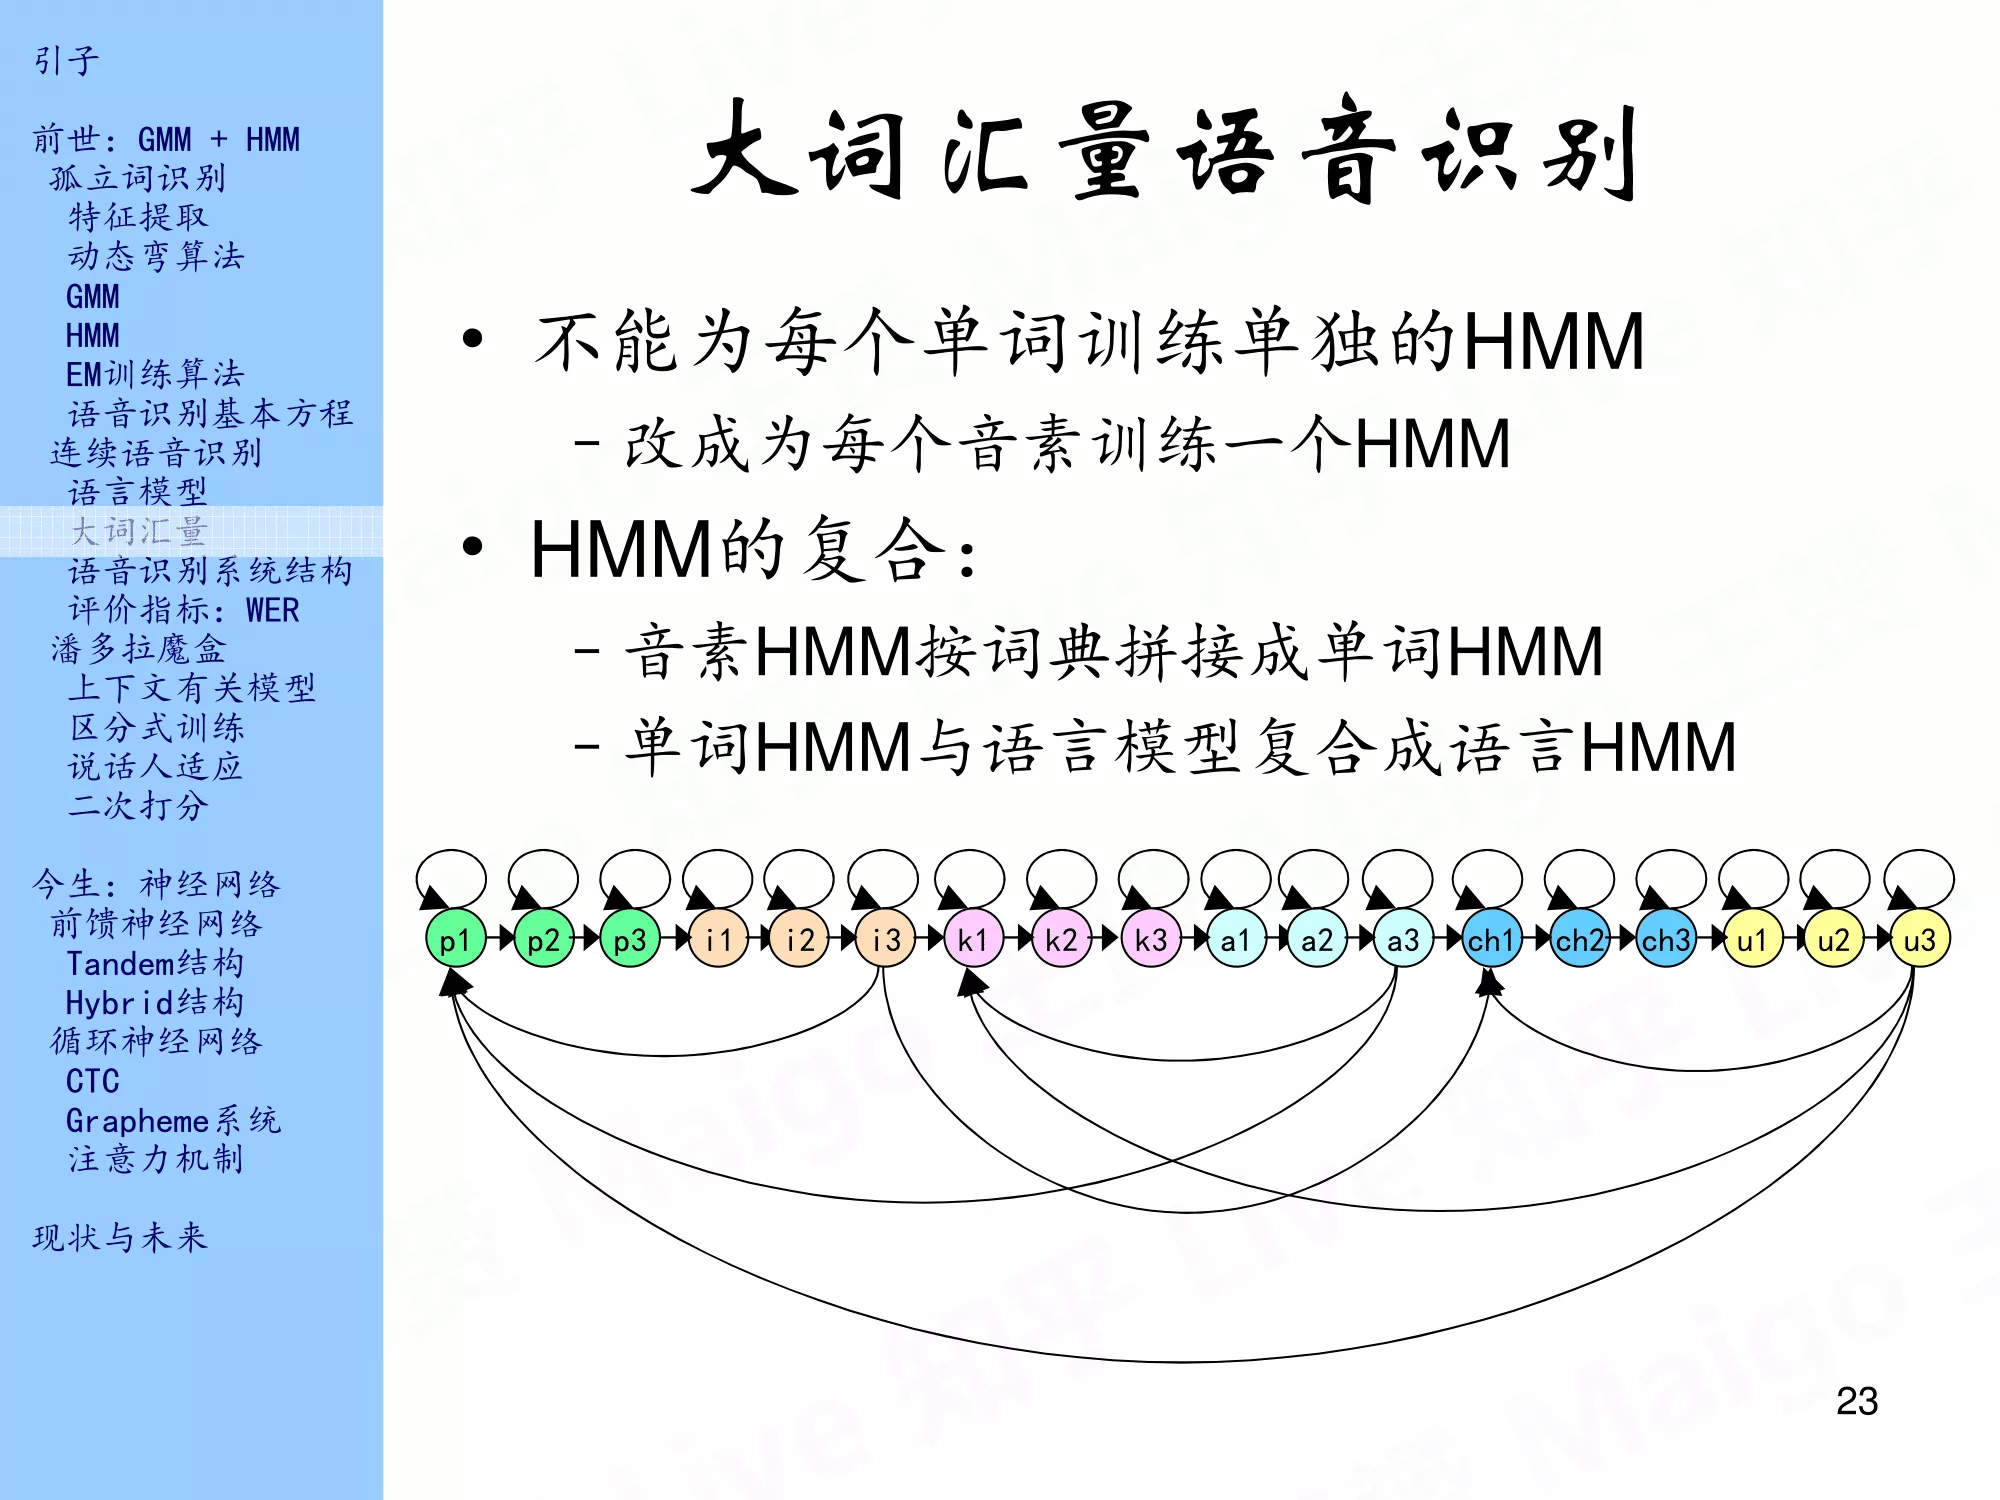 引子
前世：GMM + HMM
孤立词识别
特征提取
动态弯算法
GMM
HMM
EM训练算法
语音识别基本方程
连续语音识别
语言模型
大词汇量
语音识别系统结构
评价指标：WER
潘多拉魔盒
上下文有关模型
区分式训练
说话人适应
二次打分
今生：神经网络
前馈神经网络
Tandem结构
Hybrid结构
循环神经网络
CTC
Grapheme系统
注意力机制
现状与未来
大词汇量语音识别
• 不能为每个单词训练单独的HMM
– 改成为每个音素训练一个HMM
• HMM的复合：
– 音素HMM按词典拼接成单词HMM
– 单词HMM与语言模型复合成语言HMM
p1 p2 p3 i1 i2 i3 k1 k2 k3 a1 a2 a3 ch1 ch2 ch3 u1 u2 u3
23